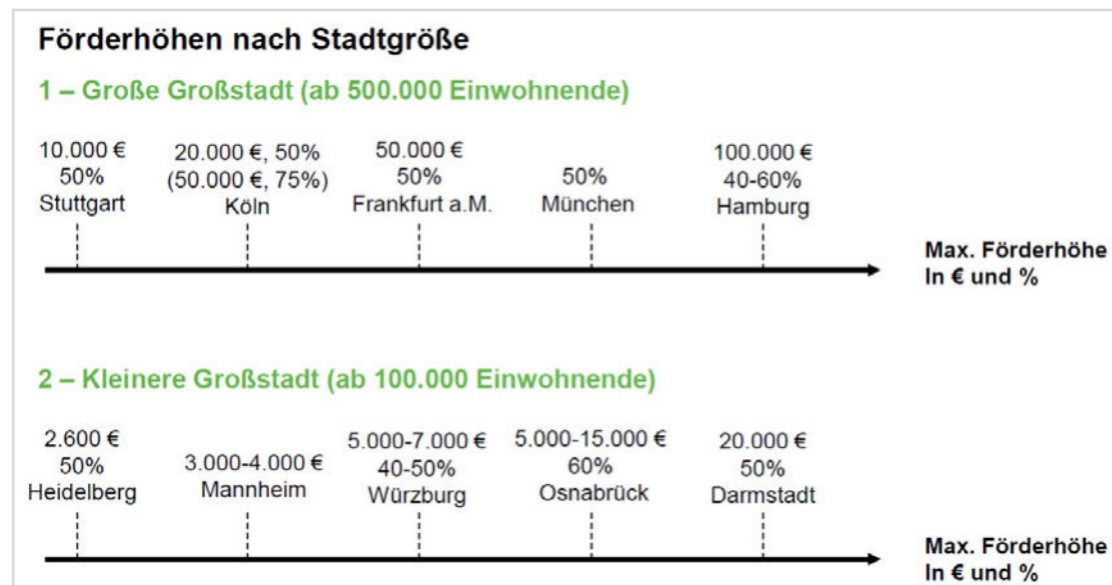 Förderhöhen nach Stadtgröße
1 – Große Großstadt (ab 500.000 Einwohnende)
10.000 €
50%
Stuttgart
20.000 €, 50%
(50.000 €, 75%)
Köln
50.000 €
50%
Frankfurt a.M.
50%
München
100.000 €
40-60%
Hamburg
Max. Förderhöhe
In € und %
2 – Kleinere Großstadt (ab 100.000 Einwohnende)
2.600 €
50%
Heidelberg
3.000-4.000 €
Mannheim
5.000-7.000 €
40-50%
Würzburg
5.000-15.000 €
60%
Osnabrück
20.000 €
50%
Darmstadt
Max. Förderhöhe
In € und %